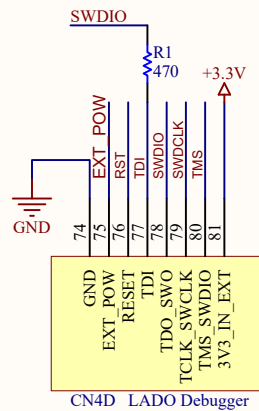 SWDIO
R1
470
+3.3V
EXT_POW
RST
TDI
SWDIO
SWDCLK
TMS
GND
74
75
76
77
78
79
80
81
GND
EXT_POW
RESET
TDI
TDO_SWO
TCLK_SWCLK
TMS_SWDIO
3V3_IN_EXT
CN4D LADO Debugger